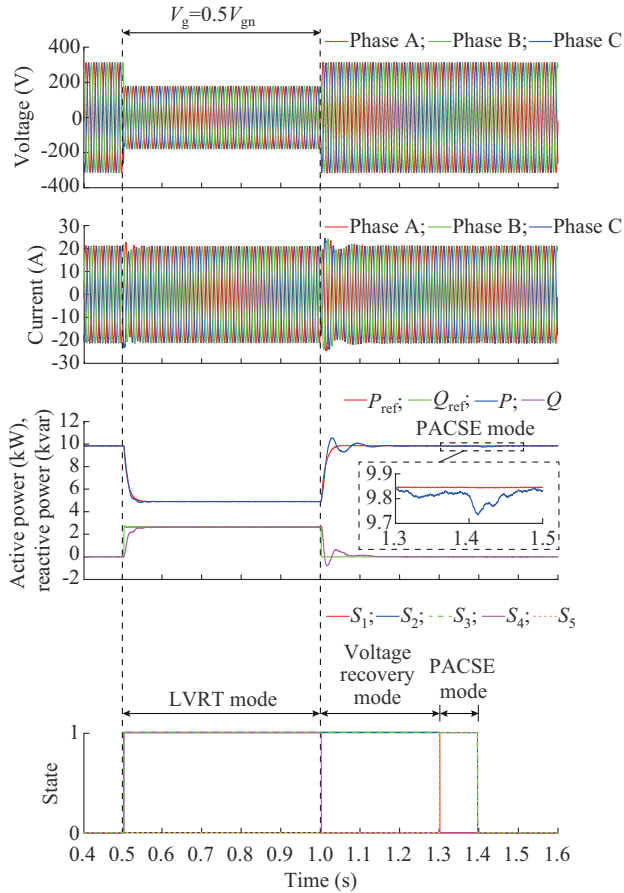 V_g=0.5V_gn
Phase A; Phase B; Phase C
Voltage (V)
400
200
0
-200
-400
Phase A; Phase B; Phase C
Current (A)
30
20
10
0
-10
-20
-30
P_ref; Q_ref; P; Q
Active power (kW),
reactive power (kvar)
12
10
8
6
4
2
0
-2
PACSE mode
9.9
9.8
9.7
1.3 1.4 1.5
S_1; S_2; S_3; S_4; S_5
LVRT mode
Voltage
recovery
mode
PACSE
mode
State
1
0
0.4 0.5 0.6 0.7 0.8 0.9 1.0 1.1 1.2 1.3 1.4 1.5 1.6
Time (s)